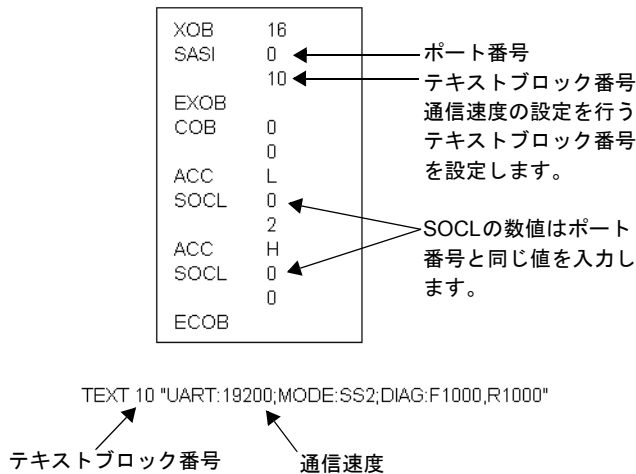 XOB 16
SASI 0
10
EXOB
COB 0
0
ACC L
SOCL 0
2
ACC H
SOCL 0
0
ECOB
ポート番号
テキストブロック番号
通信速度の設定を行う
テキストブロック番号
を設定します。
SOCLの数値はポート
番号と同じ値を入力し
ます。
TEXT 10 "UART:19200;MODE:SS2;DIAG:F1000,R1000"
テキストブロック番号
通信速度